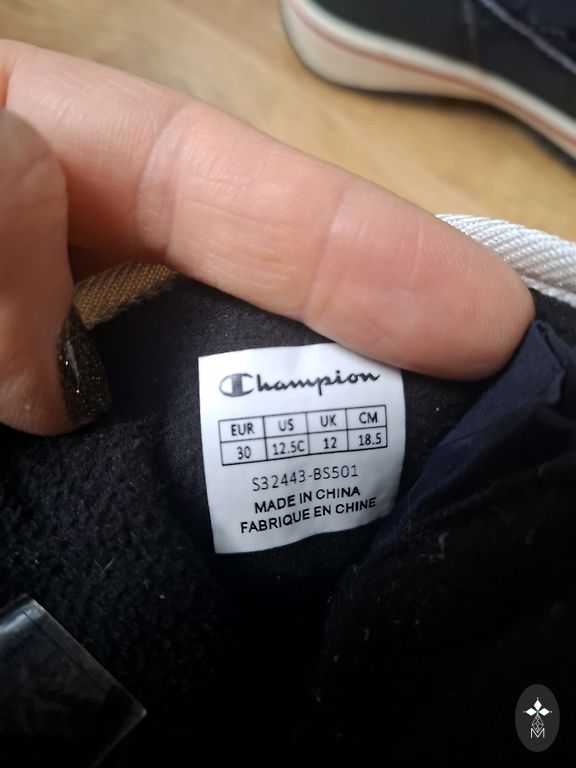 Champion
EUR US UK CM
30 12.5C 12 18.5
S32443-BS501
MADE IN CHINA
FABRIQUE EN CHINE
M